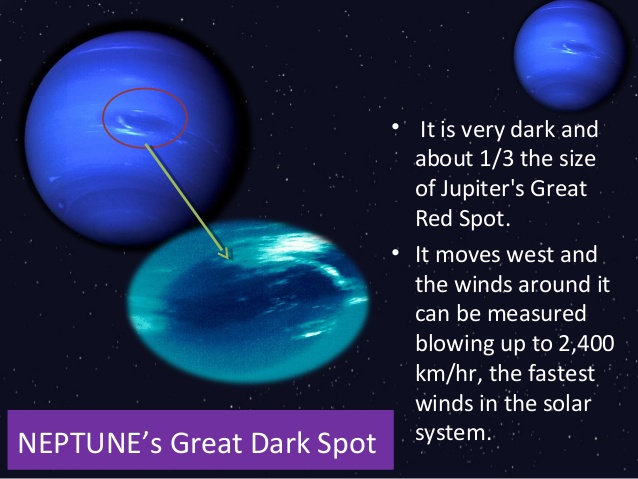 • It is very dark and
about 1/3 the size
of Jupiter's Great
Red Spot.
• It moves west and
the winds around it
can be measured
blowing up to 2,400
km/hr, the fastest
winds in the solar
system.
NEPTUNE’s Great Dark Spot